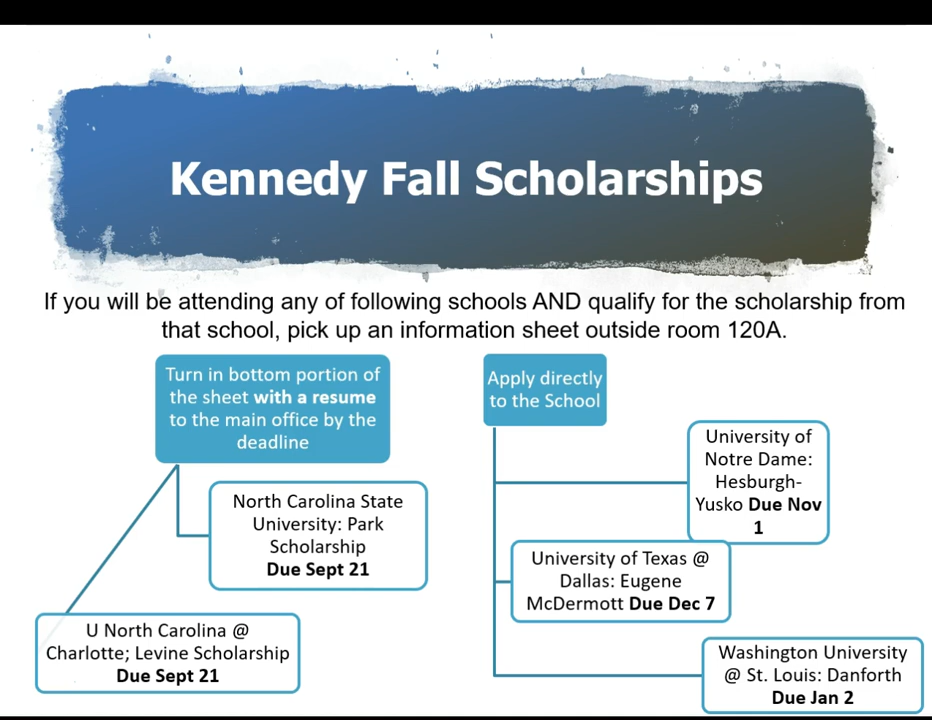 Kennedy Fall Scholarships
If you will be attending any of following schools AND qualify for the scholarship from
that school, pick up an information sheet outside room 120A.
Turn in bottom portion of
the sheet with a resume
to the main office by the
deadline
North Carolina State
University: Park
Scholarship
Due Sept 21
U North Carolina @
Charlotte; Levine Scholarship
Due Sept 21
Apply directly
to the School
University of
Notre Dame:
Hesburgh-
Yusko Due Nov
1
University of Texas @
Dallas: Eugene
McDermott Due Dec 7
Washington University
@ St. Louis: Danforth
Due Jan 2